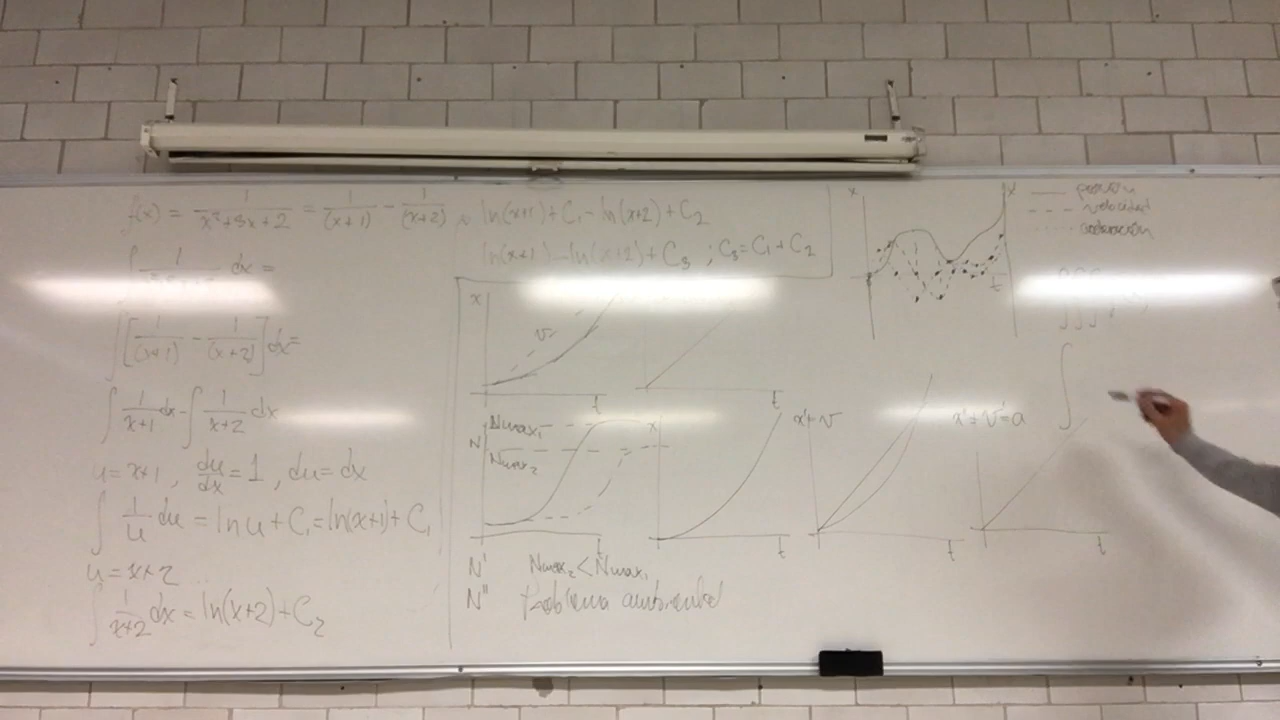 f(x) = 1/(x²+3x+2) = 1/(x+1) - 1/(x+2)
dx =
∫[1/(x+1) - 1/(x+2)]dx =
∫ 1/(x+1) dx - ∫ 1/(x+2) dx
u = x+1 , du/dx = 1 , du = dx
∫ 1/u du = ln u + C₁ = ln(x+1) + C₁
u = x+2
∫ 1/(x+2) dx = ln(x+2) + C₂
ln(x+1) + C₁ - ln(x+2) + C₂
ln(x+1) - ln(x+2) + C₃ ; C₃ = C₁ + C₂
x
v
t
t
N
Nmax₁
Nmax₂
t
x
t
x' = v
t
x'' = v' = a
t
N' Nmax₂ < Nmax₁
N'' Problema ambiental
x
x'
t
posición
velocidad
aceleración
∫∫∫
∫